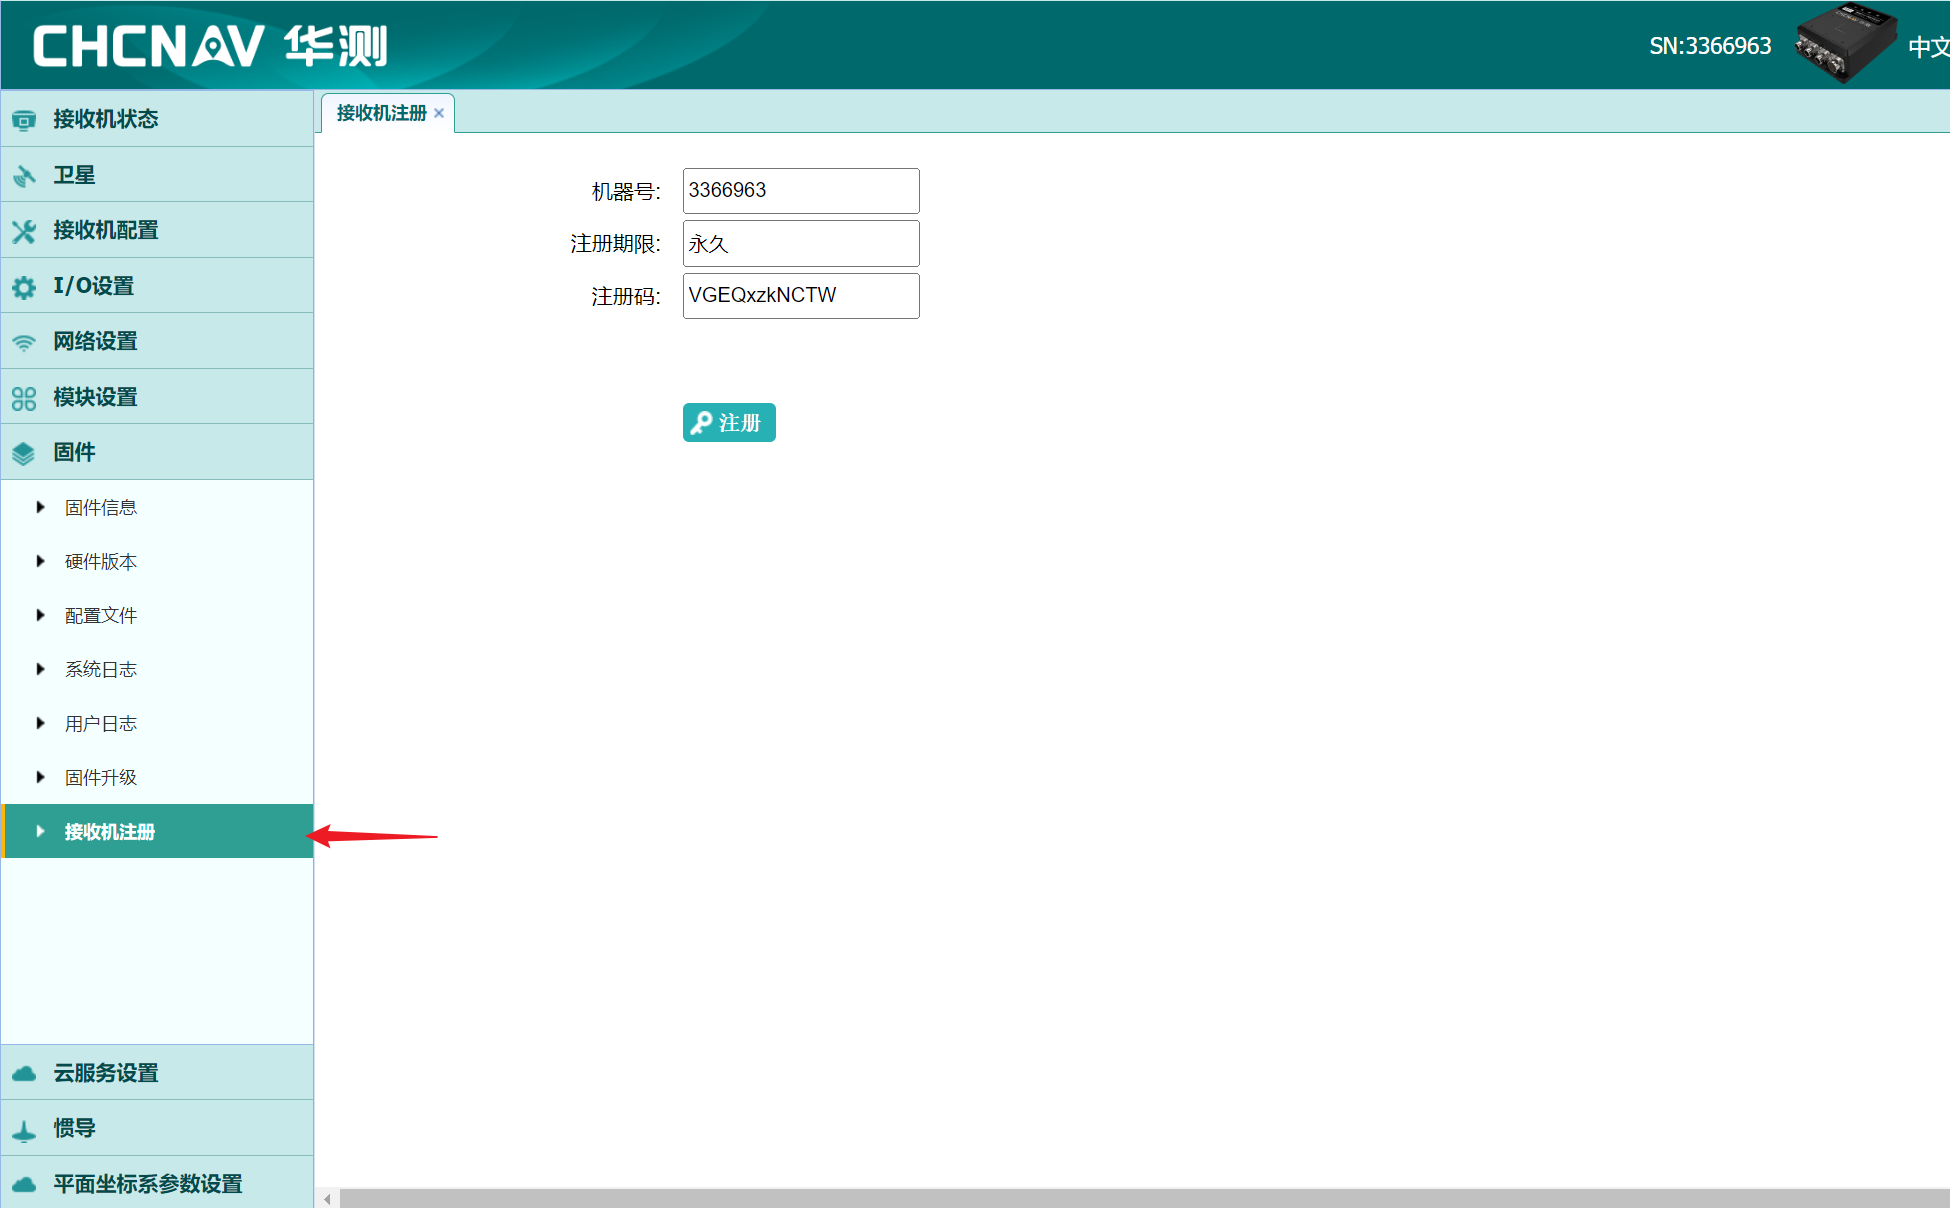 CHCNAV 华测
SN:3366963
中文
接收机状态
卫星
接收机配置
I/O设置
网络设置
模块设置
固件
固件信息
硬件版本
配置文件
系统日志
用户日志
固件升级
接收机注册
云服务设置
惯导
平面坐标系参数设置
接收机注册 ×
机器号: 3366963
注册期限: 永久
注册码: VGEQxzkNCTW
注册